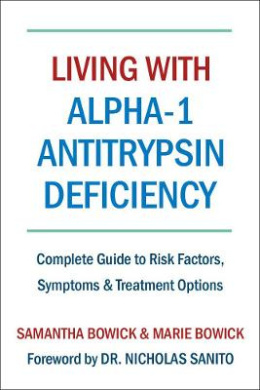 LIVING WITH
ALPHA-1
ANTITRYPSIN
DEFICIENCY
Complete Guide to Risk Factors,
Symptoms & Treatment Options
SAMANTHA BOWICK & MARIE BOWICK
Foreword by DR. NICHOLAS SANITO